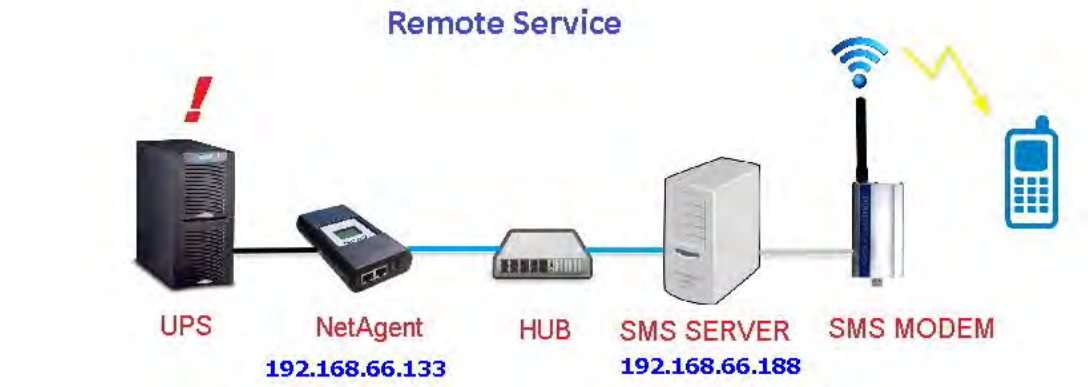 Remote Service
!
UPS
NetAgent
HUB
SMS SERVER
SMS MODEM
192.168.66.133
192.168.66.188